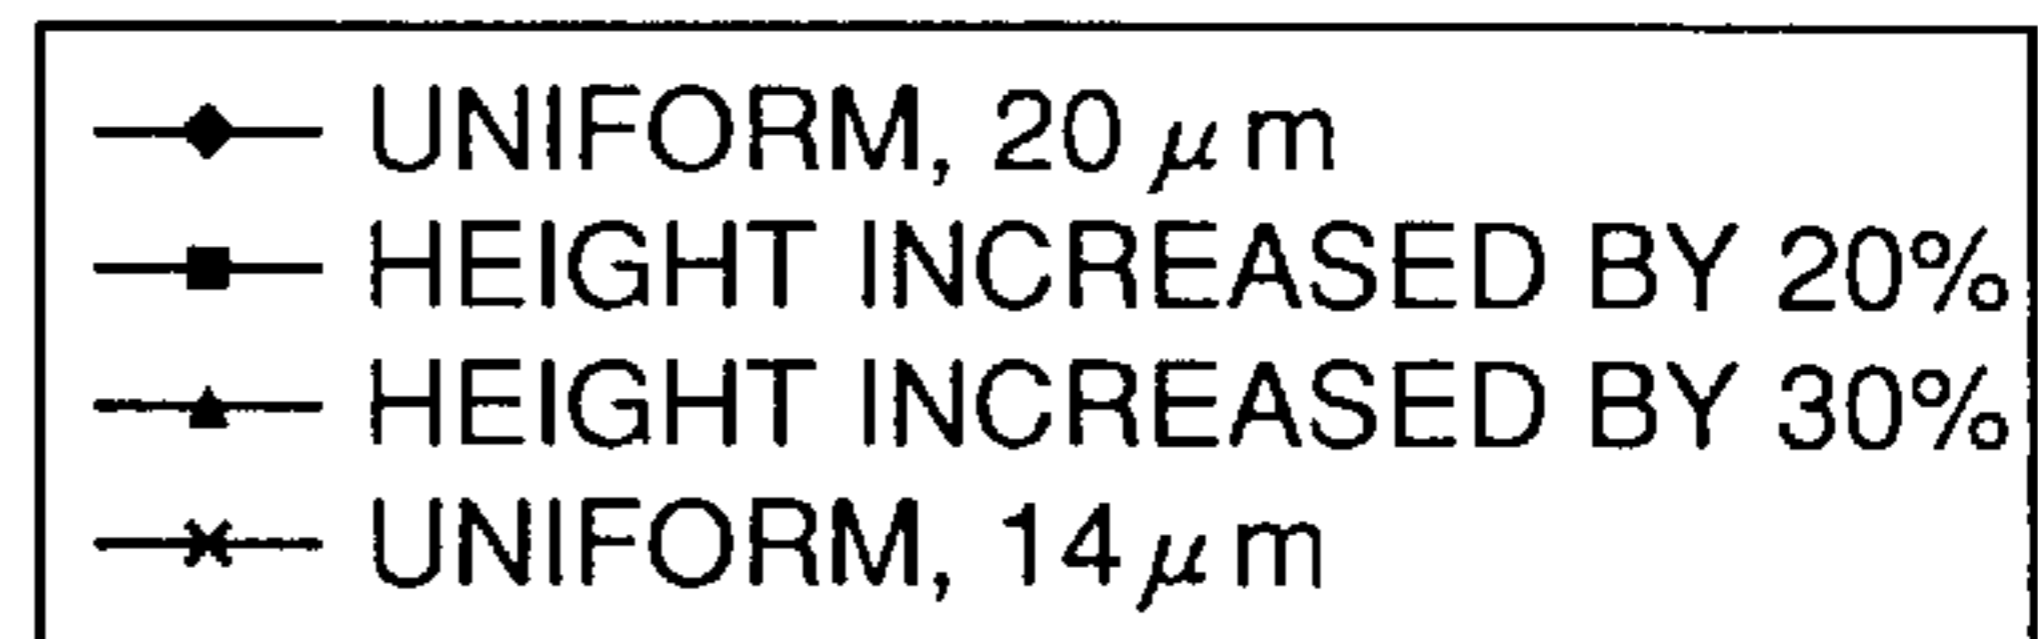 UNIFORM, 20 μm
HEIGHT INCREASED BY 20%
HEIGHT INCREASED BY 30%
UNIFORM, 14 μm